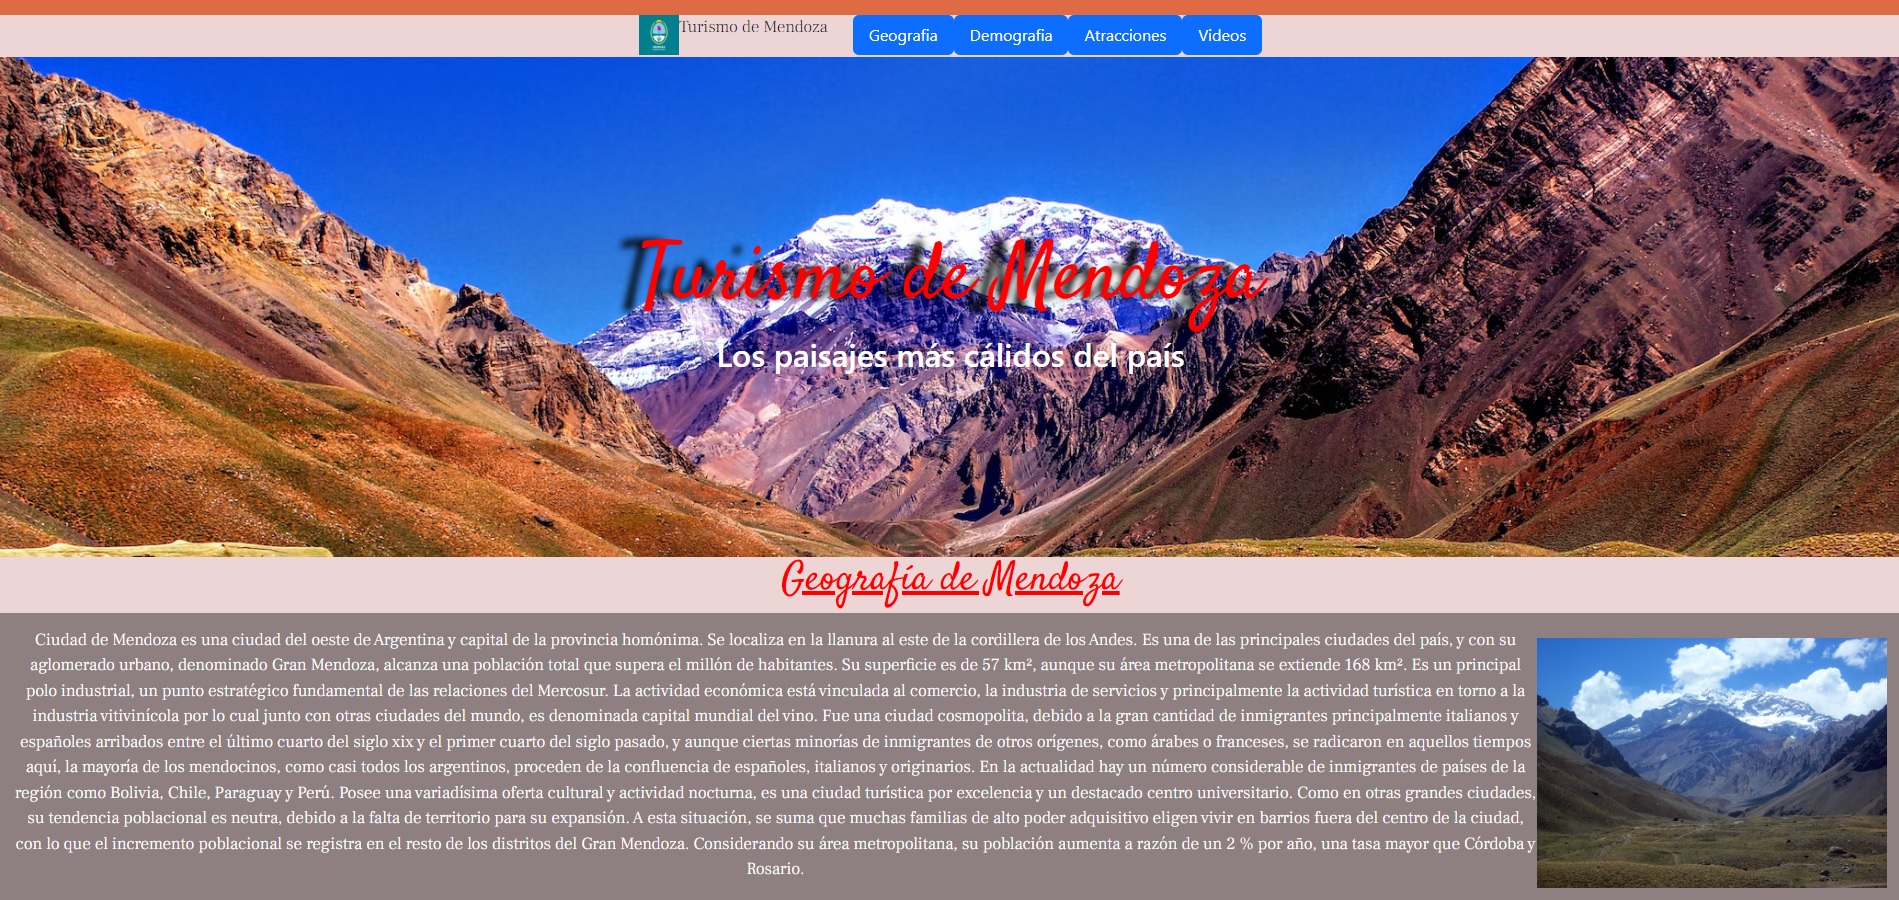 Turismo de Mendoza
Geografia
Demografia
Atracciones
Videos
Turismo de Mendoza
Los paisajes más cálidos del país
Geografía de Mendoza
Ciudad de Mendoza es una ciudad del oeste de Argentina y capital de la provincia homónima. Se localiza en la llanura al este de la cordillera de los Andes. Es una de las principales ciudades del país, y con su
aglomerado urbano, denominado Gran Mendoza, alcanza una población total que supera el millón de habitantes. Su superficie es de 57 km², aunque su área metropolitana se extiende 168 km². Es un principal
polo industrial, un punto estratégico fundamental de las relaciones del Mercosur. La actividad económica está vinculada al comercio, la industria de servicios y principalmente la actividad turística en torno a la
industria vitivinícola por lo cual junto con otras ciudades del mundo, es denominada capital mundial del vino. Fue una ciudad cosmopolita, debido a la gran cantidad de inmigrantes principalmente italianos y
españoles arribados entre el último cuarto del siglo xix y el primer cuarto del siglo pasado, y aunque ciertas minorías de inmigrantes de otros orígenes, como árabes o franceses, se radicaron en aquellos tiempos
aquí, la mayoría de los mendocinos, como casi todos los argentinos, proceden de la confluencia de españoles, italianos y originarios. En la actualidad hay un número considerable de inmigrantes de países de la
región como Bolivia, Chile, Paraguay y Perú. Posee una variadísima oferta cultural y actividad nocturna, es una ciudad turística por excelencia y un destacado centro universitario. Como en otras grandes ciudades,
su tendencia poblacional es neutra, debido a la falta de territorio para su expansión. A esta situación, se suma que muchas familias de alto poder adquisitivo eligen vivir en barrios fuera del centro de la ciudad,
con lo que el incremento poblacional se registra en el resto de los distritos del Gran Mendoza. Considerando su área metropolitana, su población aumenta a razón de un 2 % por año, una tasa mayor que Córdoba y
Rosario.